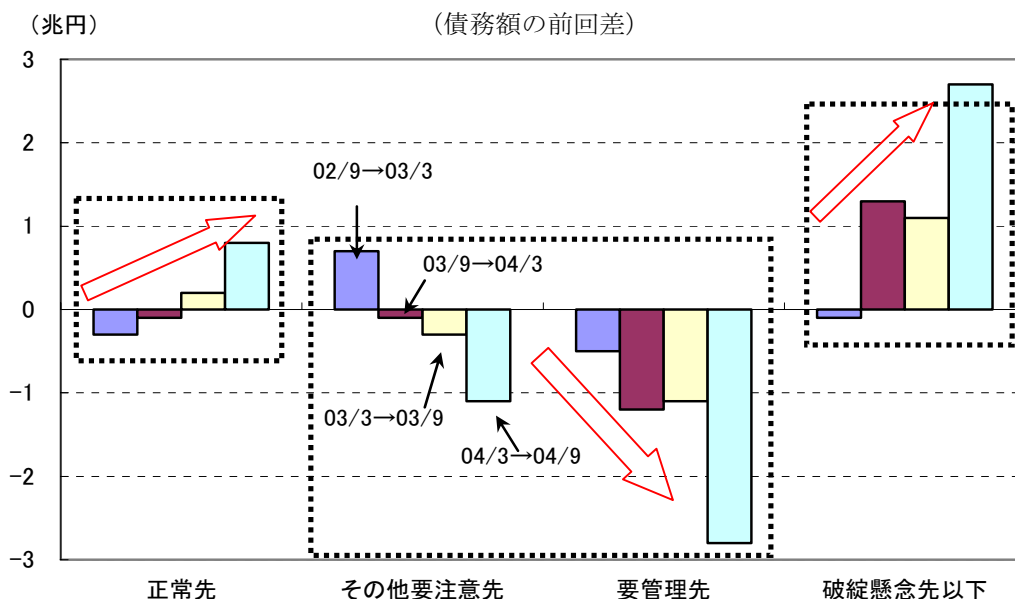 （兆円）
（債務額の前回差）
3
2
1
0
-1
-2
-3
02/9→03/3
03/9→04/3
03/3→03/9
04/3→04/9
正常先
その他要注意先
要管理先
破綻懸念先以下